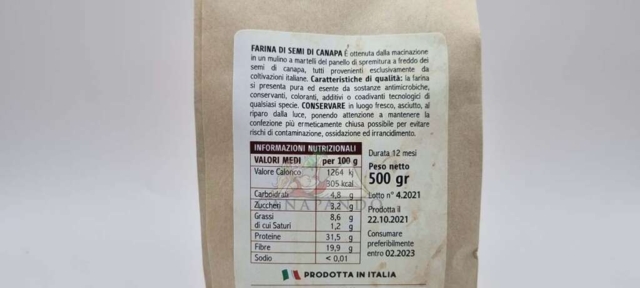 FARINA DI SEMI DI CANAPA È ottenuta dalla macinazione
in un mulino a martelli del panello di spremitura a freddo dei
semi di canapa, tutti provenienti esclusivamente da
coltivazioni italiane. Caratteristiche di qualità: la farina
si presenta pura ed esente da sostanze antimicrobiche,
conservanti, coloranti, additivi o coadivanti tecnologici di
qualsiasi specie. CONSERVARE in luogo fresco, asciutto, al
riparo dalla luce, ponendo attenzione a mantenere la
confezione più ermeticamente chiusa possibile per evitare
rischi di contaminazione, ossidazione ed irrancidimento.
INFORMAZIONI NUTRIZIONALI
VALORI MEDI per 100 g
Valore Calorico 1264 kj
305 kcal
Carboidrati 4,8 g
Zuccheri 3,2 g
Grassi 8,6 g
di cui Saturi 1,2 g
Proteine 31,5 g
Fibre 19,9 g
Sodio < 0,01
Durata 12 mesi
Peso netto
500 gr
Lotto n° 4.2021
Prodotta il
22.10.2021
Consumare
preferibilmente
entro 02.2023
PRODOTTA IN ITALIA